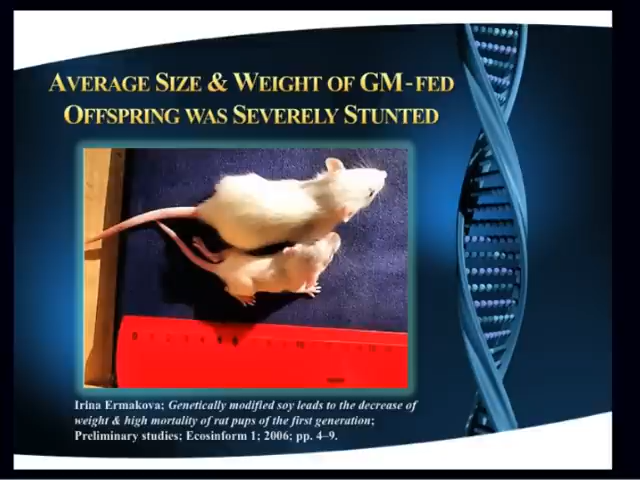 AVERAGE SIZE & WEIGHT OF GM-FED
OFFSPRING WAS SEVERELY STUNTED
Irina Ermakova; Genetically modified soy leads to the decrease of
weight & high mortality of rat pups of the first generation;
Preliminary studies; Ecosinform 1; 2006; pp. 4–9.